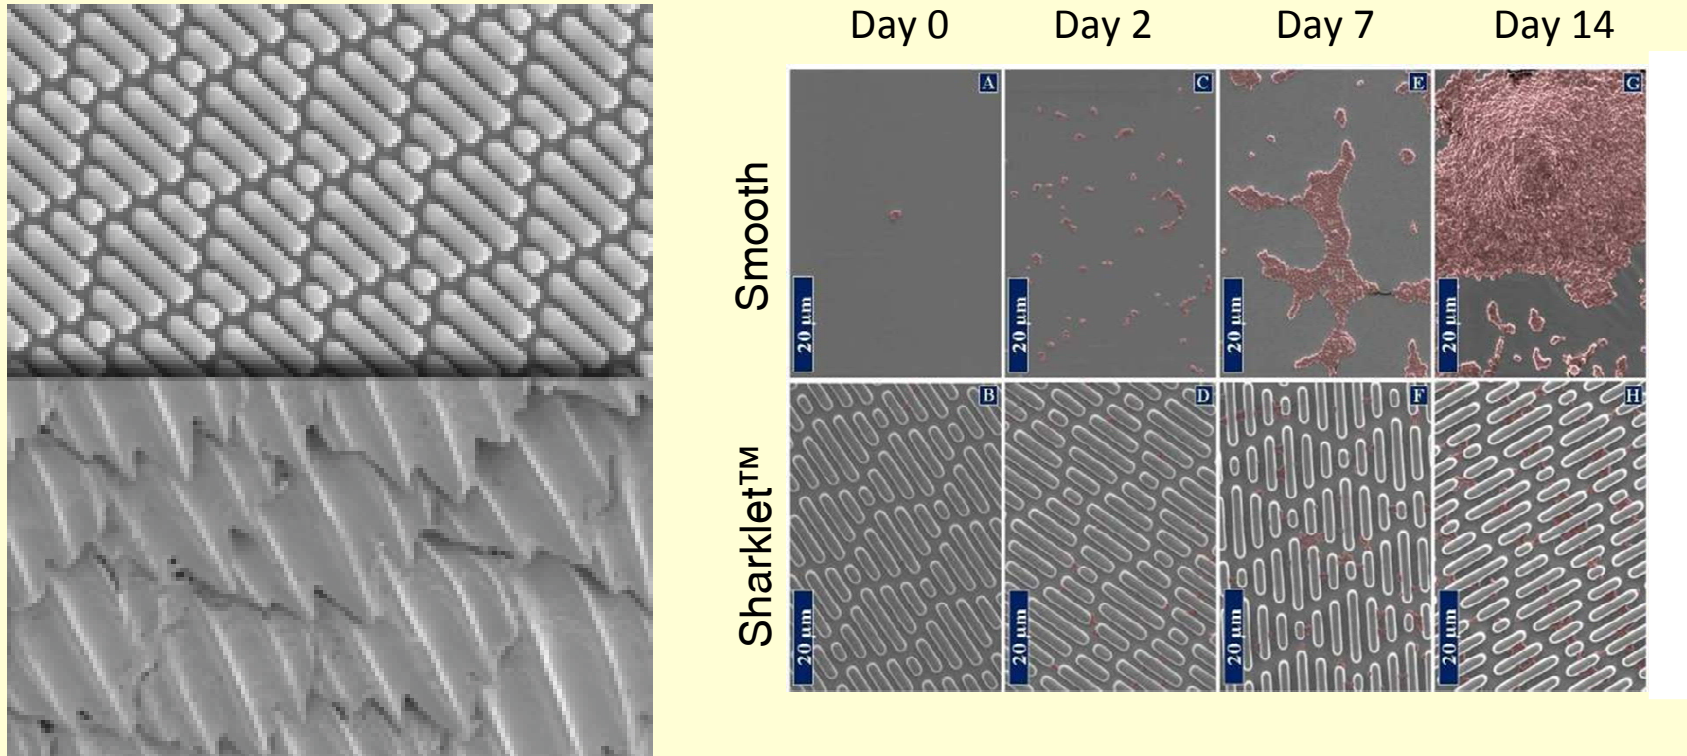 Day 0 Day 2 Day 7 Day 14
Smooth
A C E G
20 µm 20 µm 20 µm 20 µm
Sharklet™
B D F H
20 µm 20 µm 20 µm 20 µm